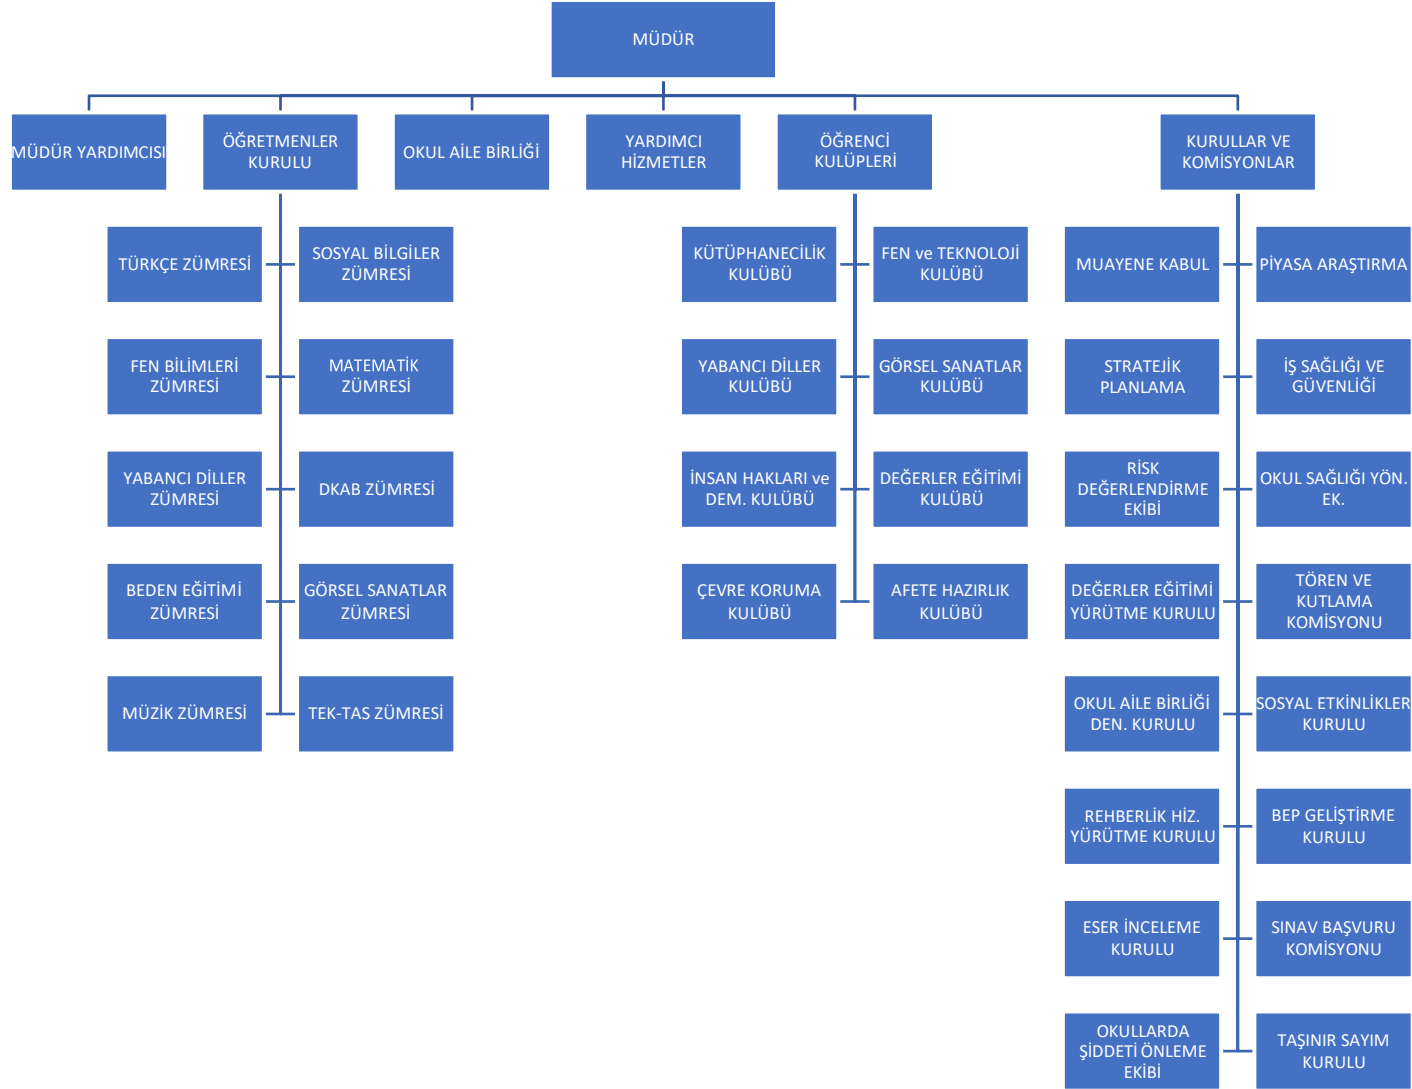 MÜDÜR
MÜDÜR YARDIMCISI
ÖĞRETMENLER
KURULU
OKUL AİLE BİRLİĞİ
YARDIMCI
HİZMETLER
ÖĞRENCİ
KULÜPLERİ
KURULLAR VE
KOMİSYONLAR
TÜRKÇE ZÜMRESİ
SOSYAL BİLGİLER
ZÜMRESİ
FEN BİLİMLERİ
ZÜMRESİ
MATEMATİK
ZÜMRESİ
YABANCI DİLLER
ZÜMRESİ
DKAB ZÜMRESİ
BEDEN EĞİTİMİ
ZÜMRESİ
GÖRSEL SANATLAR
ZÜMRESİ
MÜZİK ZÜMRESİ
TEK-TAS ZÜMRESİ
KÜTÜPHANECİLİK
KULÜBÜ
FEN ve TEKNOLOJİ
KULÜBÜ
YABANCI DİLLER
KULÜBÜ
GÖRSEL SANATLAR
KULÜBÜ
İNSAN HAKLARI ve
DEM. KULÜBÜ
DEĞERLER EĞİTİMİ
KULÜBÜ
ÇEVRE KORUMA
KULÜBÜ
AFETE HAZIRLIK
KULÜBÜ
MUAYENE KABUL
PİYASA ARAŞTIRMA
STRATEJİK
PLANLAMA
İŞ SAĞLIĞI VE
GÜVENLİĞİ
RİSK
DEĞERLENDİRME
EKİBİ
OKUL SAĞLIĞI YÖN.
EK.
DEĞERLER EĞİTİMİ
YÜRÜTME KURULU
TÖREN VE
KUTLAMA
KOMİSYONU
OKUL AİLE BİRLİĞİ
DEN. KURULU
SOSYAL ETKİNLİKLER
KURULU
REHBERLİK HİZ.
YÜRÜTME KURULU
BEP GELİŞTİRME
KURULU
ESER İNCELEME
KURULU
SINAV BAŞVURU
KOMİSYONU
OKULLARDA
ŞİDDETİ ÖNLEME
EKİBİ
TAŞINIR SAYIM
KURULU